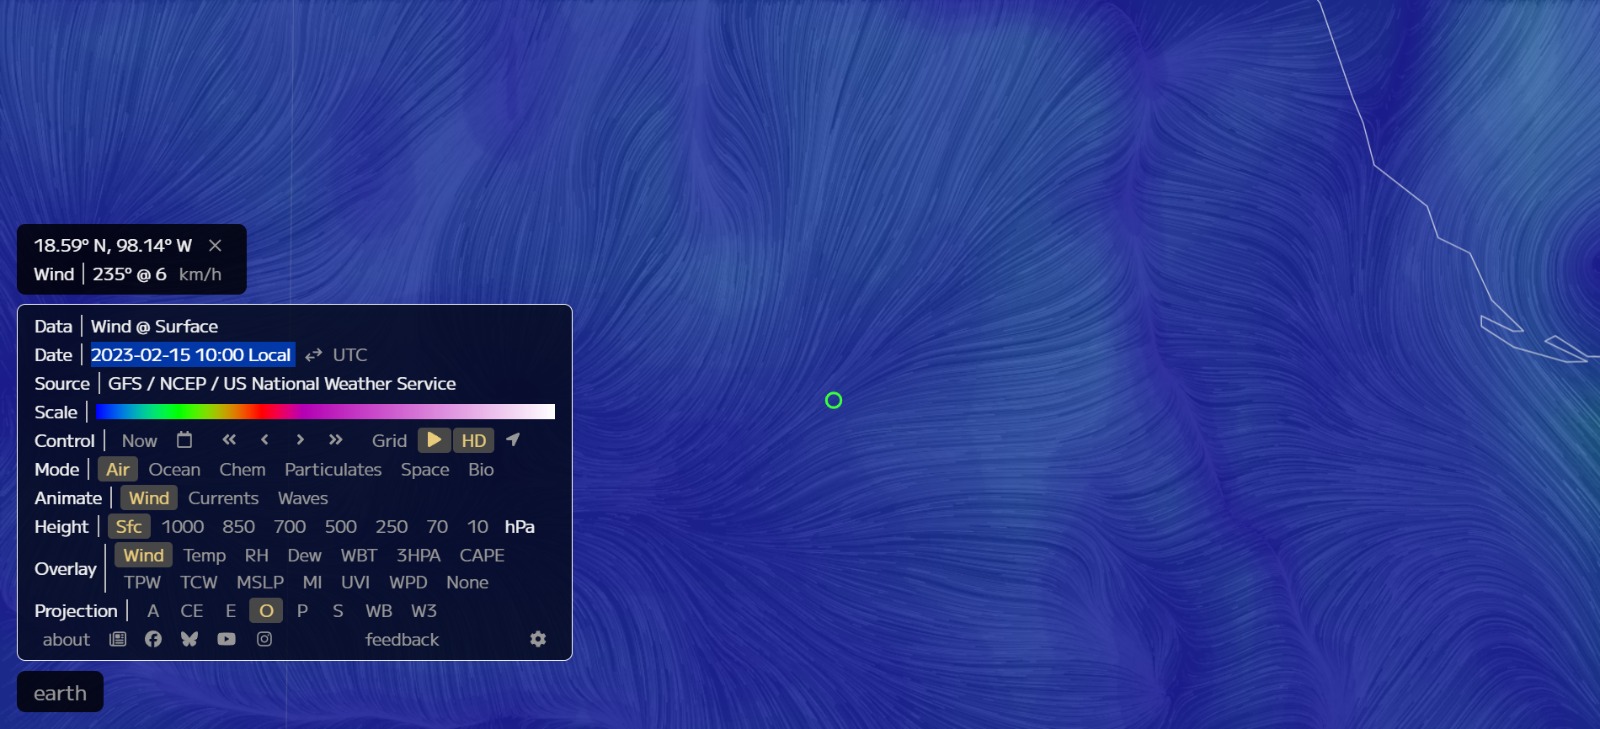 18.59° N, 98.14° W ×
Wind | 235° @ 6 km/h
Data | Wind @ Surface
Date | 2023-02-15 10:00 Local ⇄ UTC
Source | GFS / NCEP / US National Weather Service
Scale |
Control | Now « ‹ › » Grid ▶ HD
Mode | Air Ocean Chem Particulates Space Bio
Animate | Wind Currents Waves
Height | Sfc 1000 850 700 500 250 70 10 hPa
Overlay | Wind Temp RH Dew WBT 3HPA CAPE
TPW TCW MSLP MI UVI WPD None
Projection | A CE E O P S WB W3
about feedback
earth